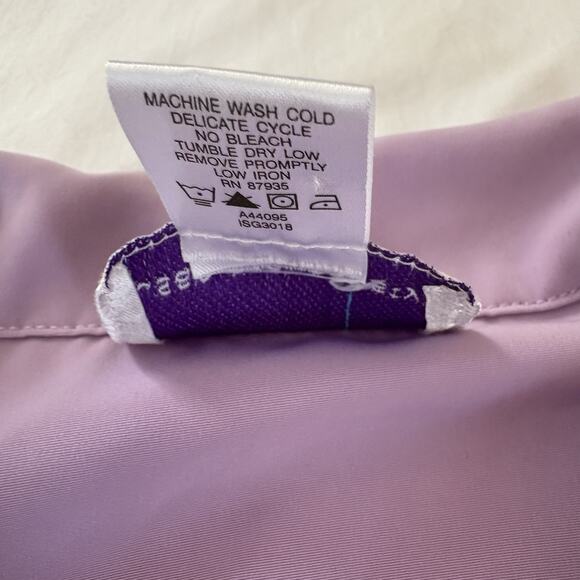 MACHINE WASH COLD
DELICATE CYCLE
NO BLEACH
TUMBLE DRY LOW
REMOVE PROMPTLY
LOW IRON
RN 87935
A44095
ISG3018